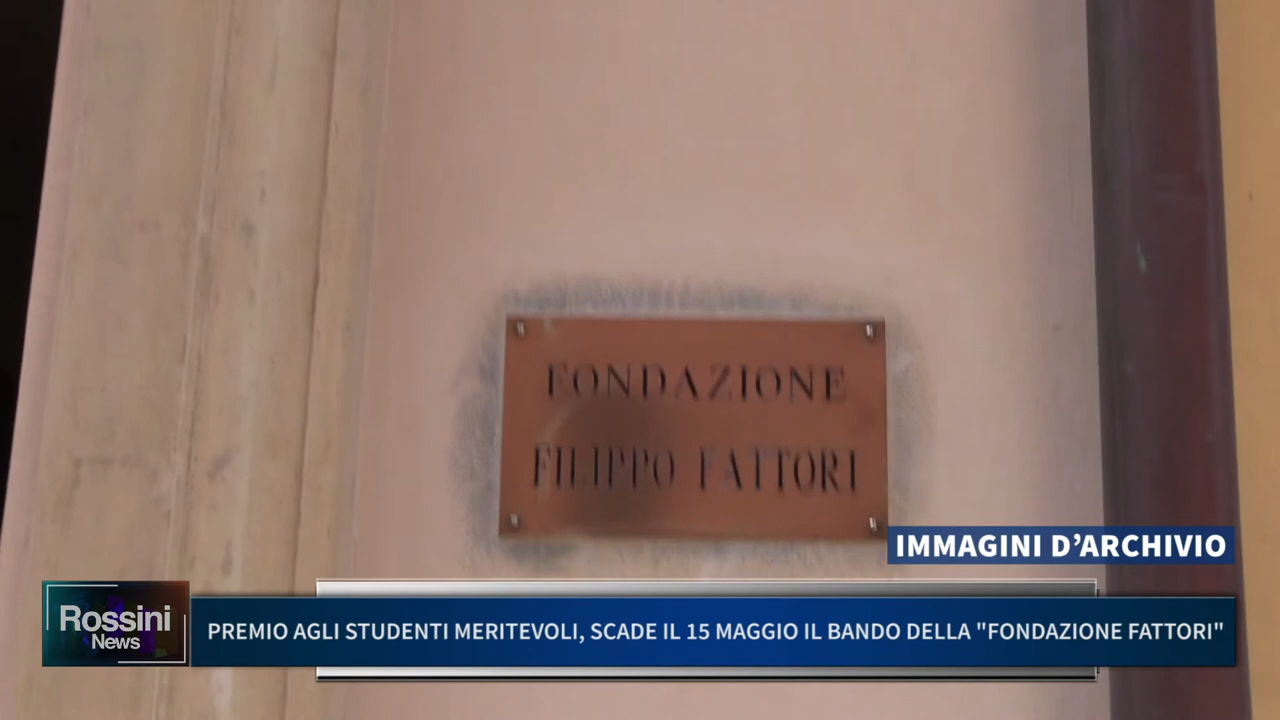 FONDAZIONE
FILIPPO FATTORI
IMMAGINI D'ARCHIVIO
Rossini
News
PREMIO AGLI STUDENTI MERITEVOLI, SCADE IL 15 MAGGIO IL BANDO DELLA "FONDAZIONE FATTORI"